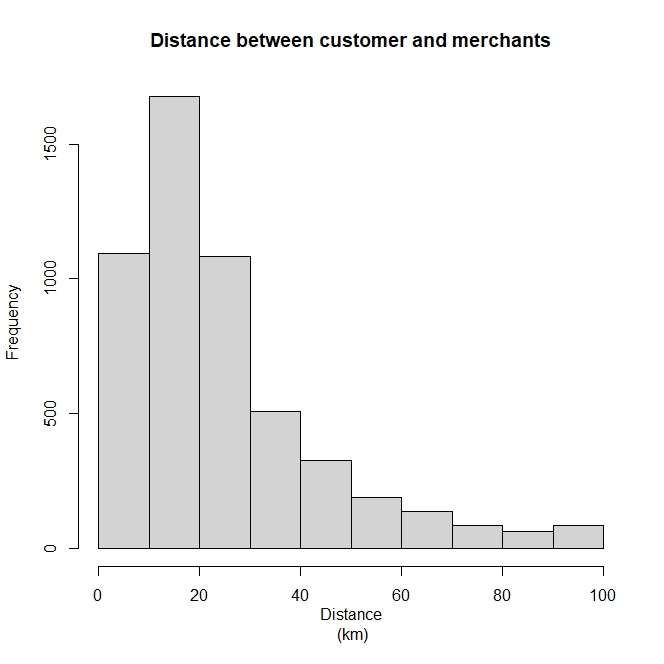 Distance between customer and merchants
Frequency
1500
1000
500
0
0 20 40 60 80 100
Distance
(km)